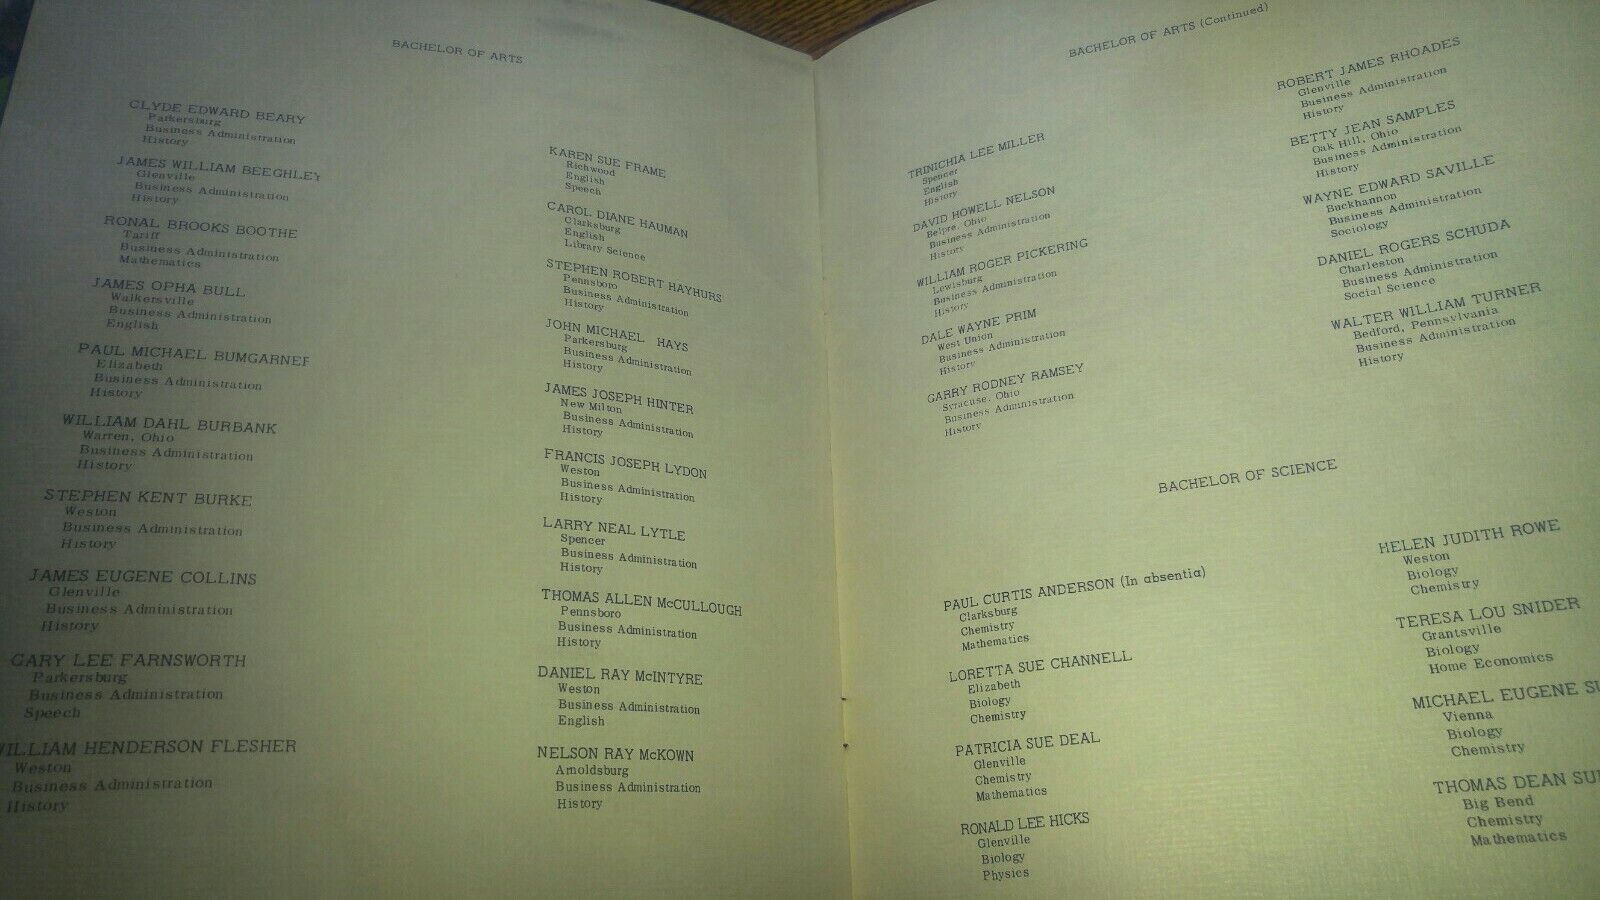 BACHELOR OF ARTS
CLYDE EDWARD BEARY
Parkersburg
Business Administration
History
JAMES WILLIAM BEEGHLEY
Glenville
Business Administration
History
RONAL BROOKS BOOTHE
Tariff
Business Administration
Mathematics
JAMES OPHA BULL
Walkersville
Business Administration
English
PAUL MICHAEL BUMGARNER
Elizabeth
Business Administration
History
WILLIAM DAHL BURBANK
Warren, Ohio
Business Administration
History
STEPHEN KENT BURKE
Weston
Business Administration
History
JAMES EUGENE COLLINS
Glenville
Business Administration
History
GARY LEE FARNSWORTH
Parkersburg
Business Administration
Speech
WILLIAM HENDERSON FLESHER
Weston
Business Administration
History
KAREN SUE FRAME
Richwood
English
Speech
CAROL DIANE HAUMAN
Clarksburg
English
Library Science
STEPHEN ROBERT HAYHURS
Pennsboro
Business Administration
History
JOHN MICHAEL HAYS
Parkersburg
Business Administration
History
JAMES JOSEPH HINTER
New Milton
Business Administration
History
FRANCIS JOSEPH LYDON
Weston
Business Administration
History
LARRY NEAL LYTLE
Spencer
Business Administration
History
THOMAS ALLEN McCULLOUGH
Pennsboro
Business Administration
History
DANIEL RAY McINTYRE
Weston
Business Administration
English
NELSON RAY McKOWN
Arnoldsburg
Business Administration
History
BACHELOR OF ARTS (Continued)
TRINICHIA LEE MILLER
Spencer
English
History
DAVID HOWELL NELSON
Belpre, Ohio
Business Administration
History
WILLIAM ROGER PICKERING
Lewisburg
Business Administration
History
DALE WAYNE PRIM
West Union
Business Administration
History
GARRY RODNEY RAMSEY
Syracuse, Ohio
Business Administration
History
ROBERT JAMES RHOADES
Glenville
Business Administration
History
BETTY JEAN SAMPLES
Oak Hill, Ohio
Business Administration
History
WAYNE EDWARD SAVILLE
Buckhannon
Business Administration
Sociology
DANIEL ROGERS SCHUDA
Charleston
Business Administration
Social Science
WALTER WILLIAM TURNER
Bedford, Pennsylvania
Business Administration
History
BACHELOR OF SCIENCE
PAUL CURTIS ANDERSON (In absentia)
Clarksburg
Chemistry
Mathematics
LORETTA SUE CHANNELL
Elizabeth
Biology
Chemistry
PATRICIA SUE DEAL
Glenville
Chemistry
Mathematics
RONALD LEE HICKS
Glenville
Biology
Physics
HELEN JUDITH ROWE
Weston
Biology
Chemistry
TERESA LOU SNIDER
Grantsville
Biology
Home Economics
MICHAEL EUGENE
Vienna
Biology
Chemistry
THOMAS DEAN
Big Bend
Chemistry
Mathematics